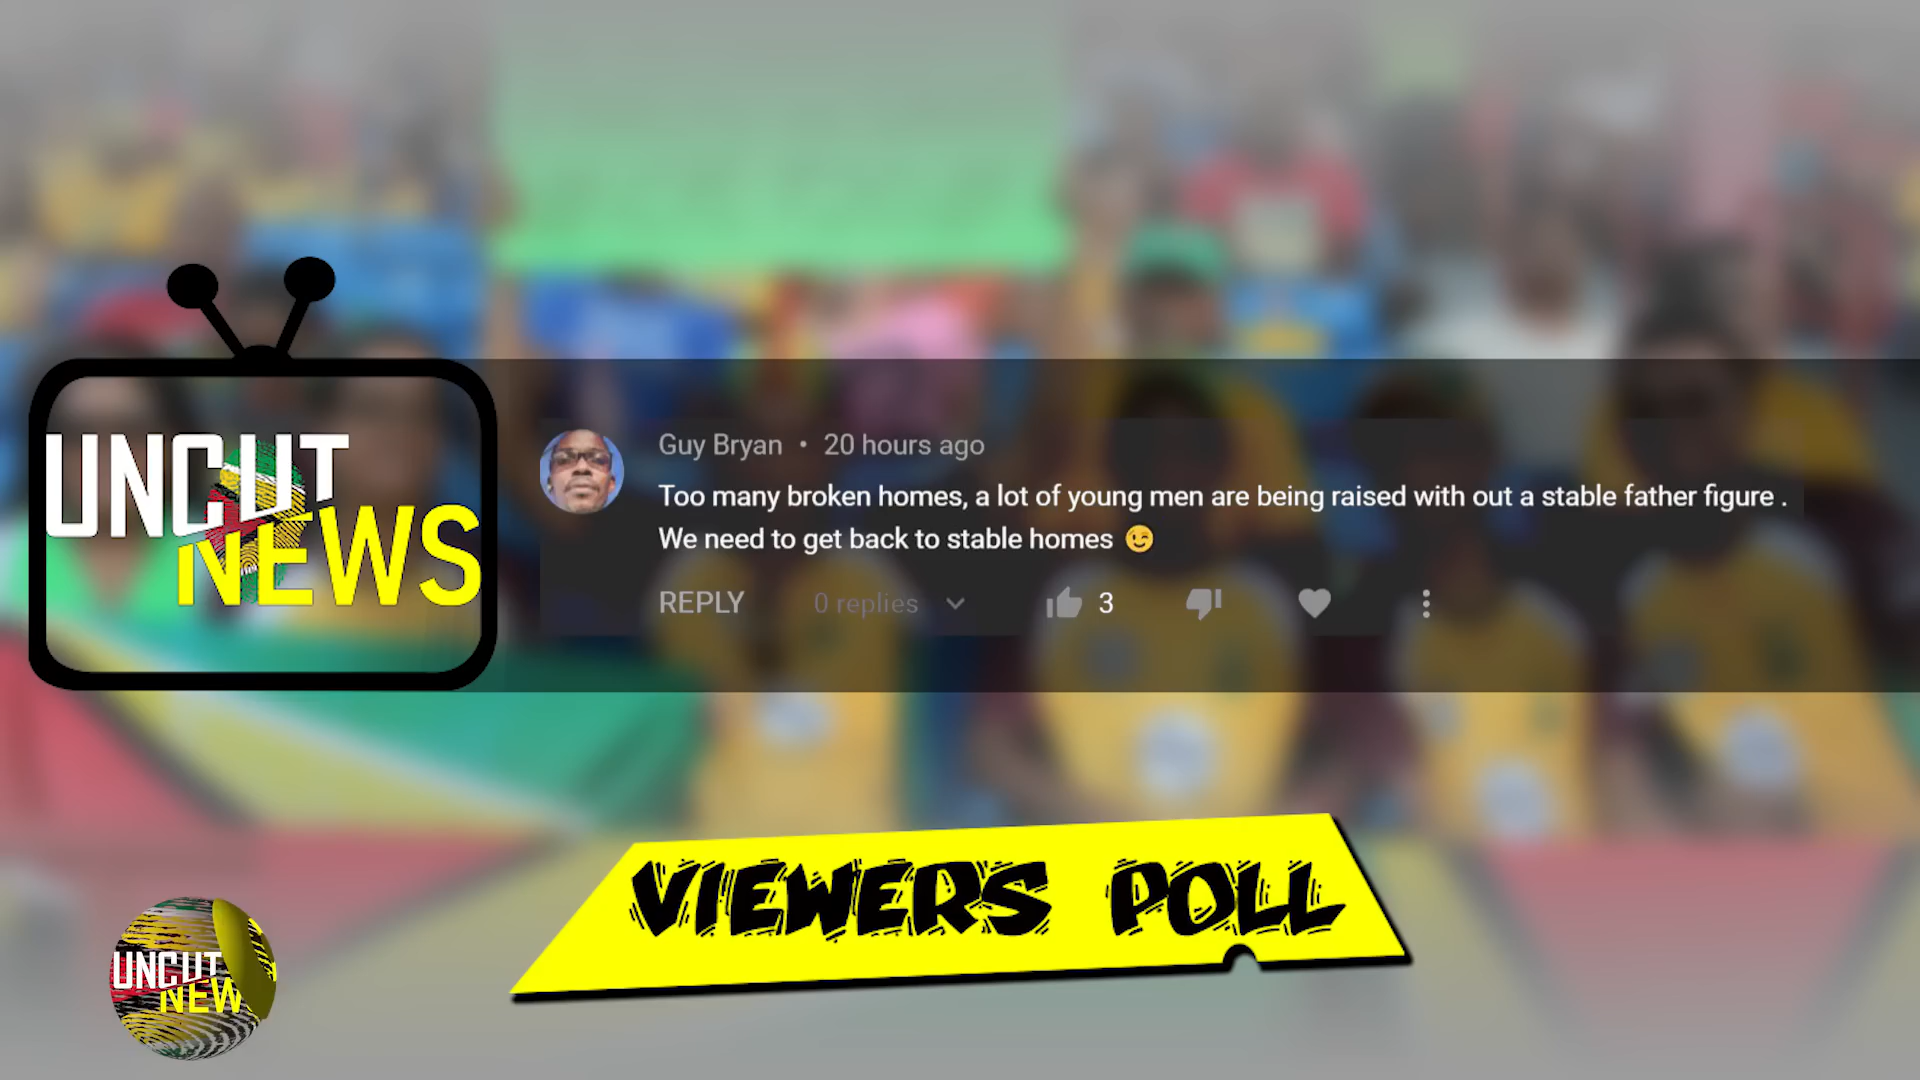 UNCUT
NEWS
Guy Bryan • 20 hours ago
Too many broken homes, a lot of young men are being raised with out a stable father figure .
We need to get back to stable homes 😉
REPLY 0 replies 3
VIEWERS POLL
UNCUT
NEW